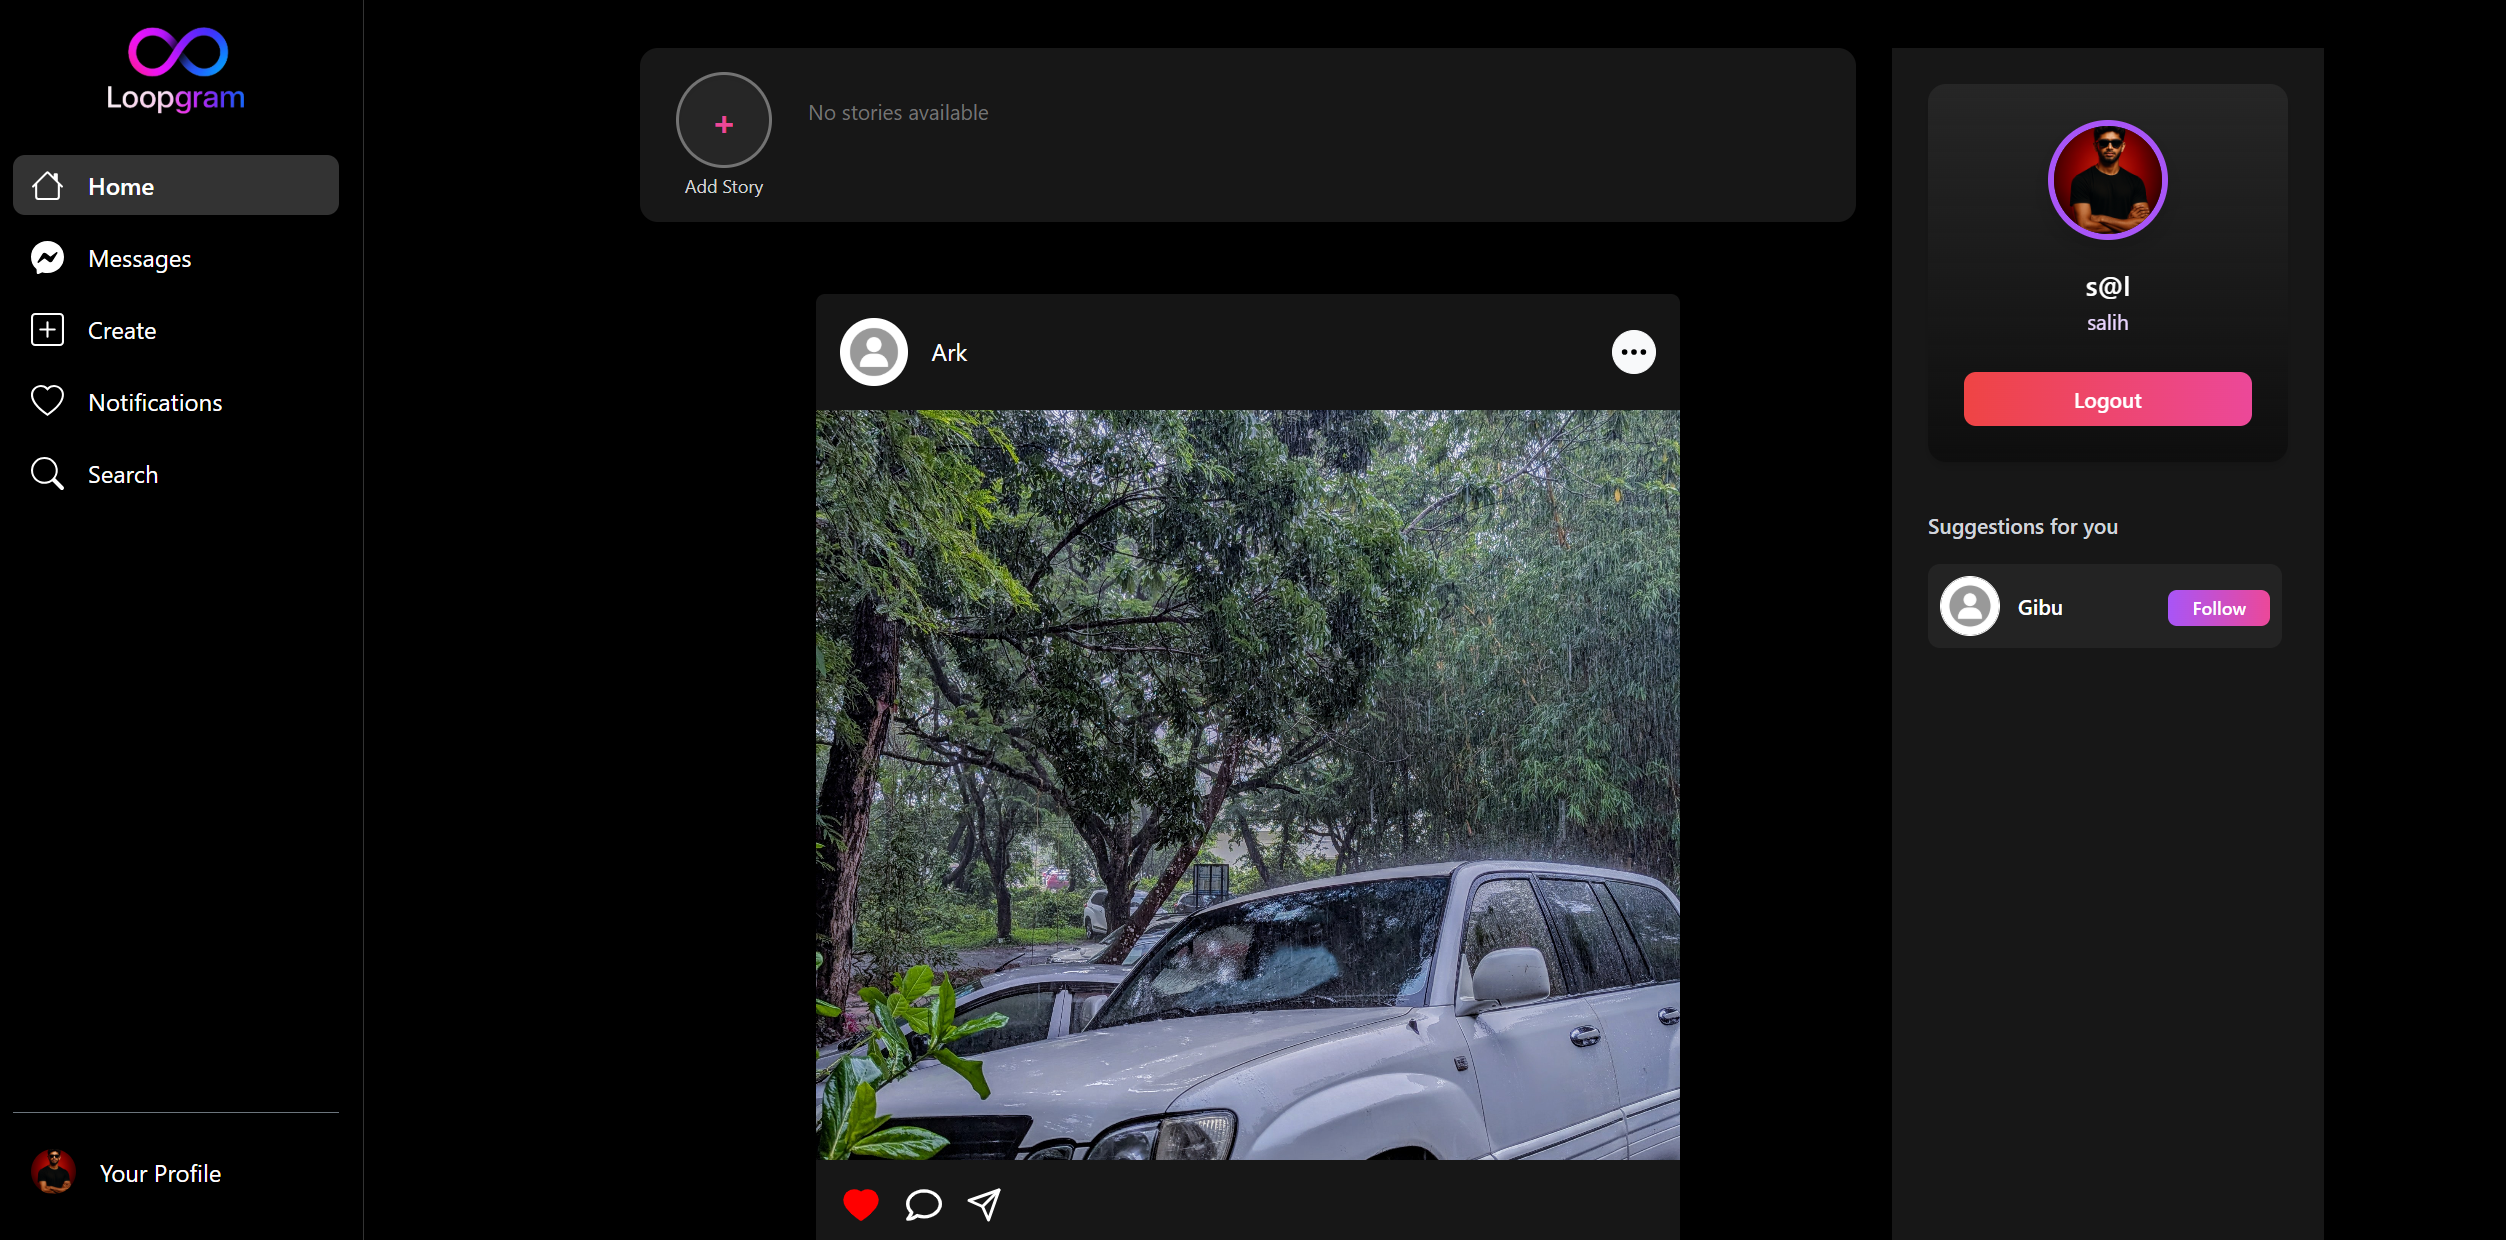 Loopgram
Home
Messages
Create
Notifications
Search
Your Profile
+
Add Story
No stories available
Ark
s@l
salih
Logout
Suggestions for you
Gibu
Follow